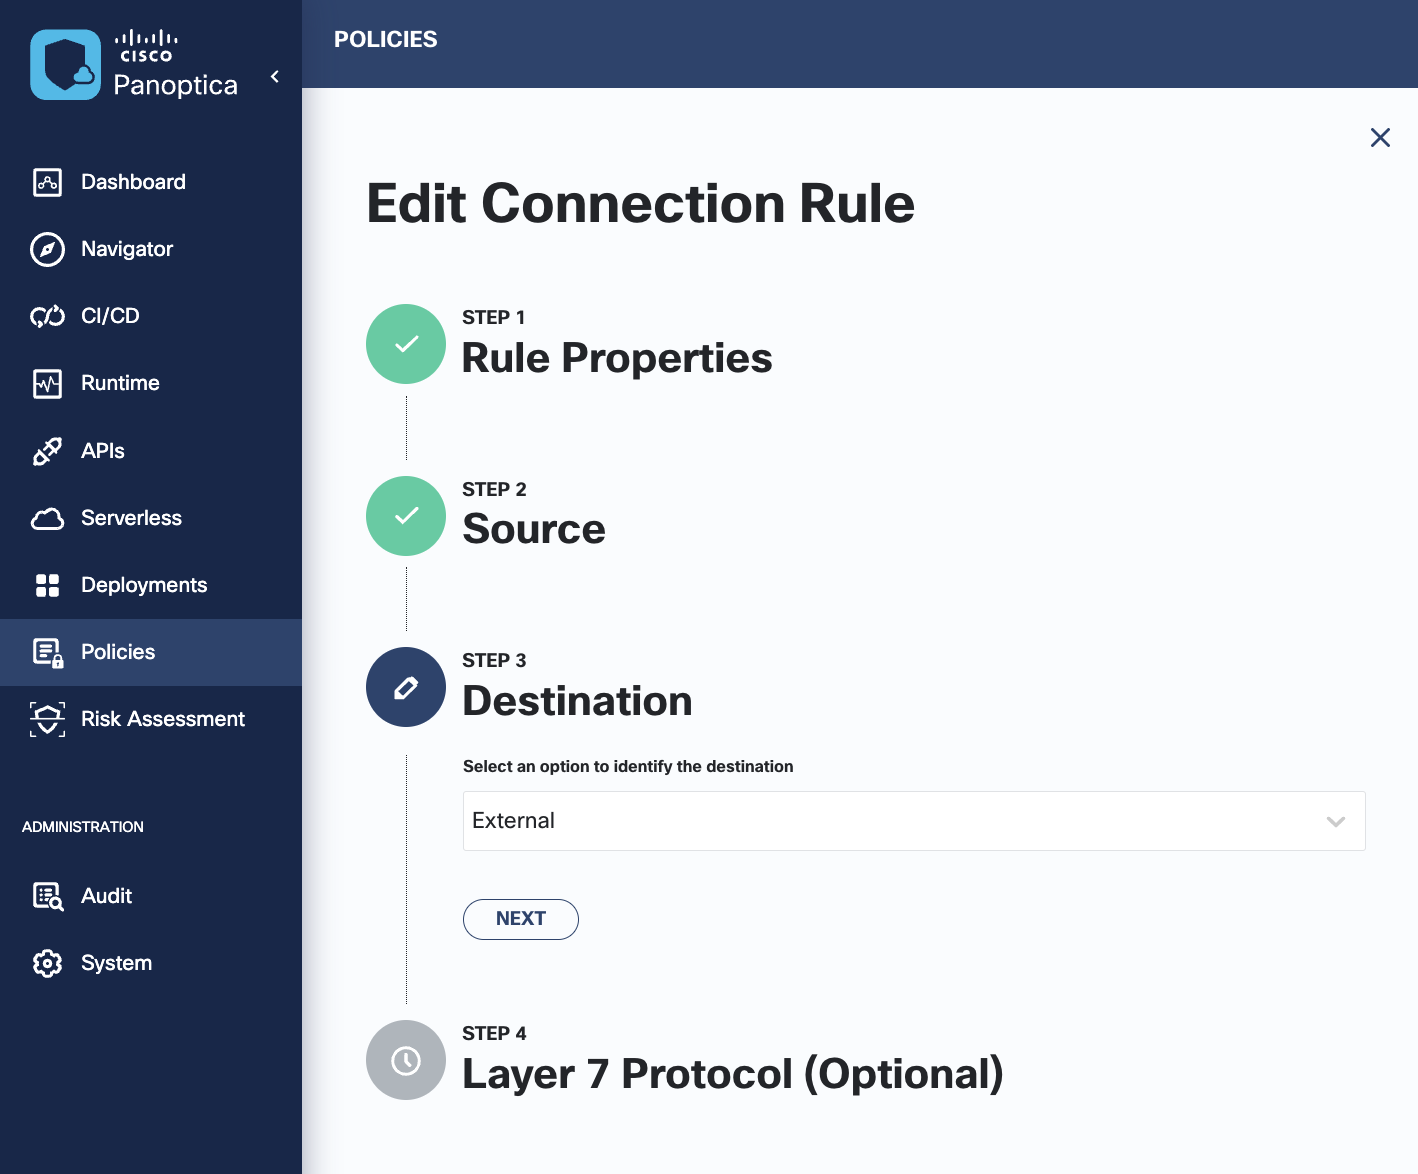 CISCO
Panoptica
Dashboard
Navigator
CI/CD
Runtime
APIs
Serverless
Deployments
Policies
Risk Assessment
ADMINISTRATION
Audit
System
POLICIES
Edit Connection Rule
STEP 1
Rule Properties
STEP 2
Source
STEP 3
Destination
Select an option to identify the destination
External
NEXT
STEP 4
Layer 7 Protocol (Optional)